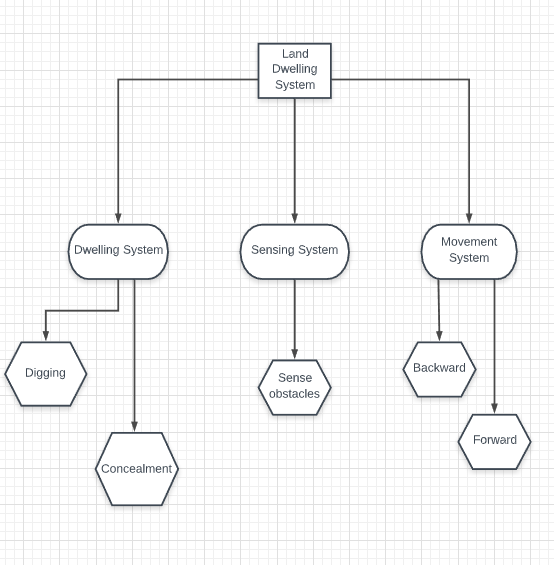 Land
Dwelling
System
Dwelling System
Sensing System
Movement
System
Digging
Sense
obstacles
Backward
Concealment
Forward